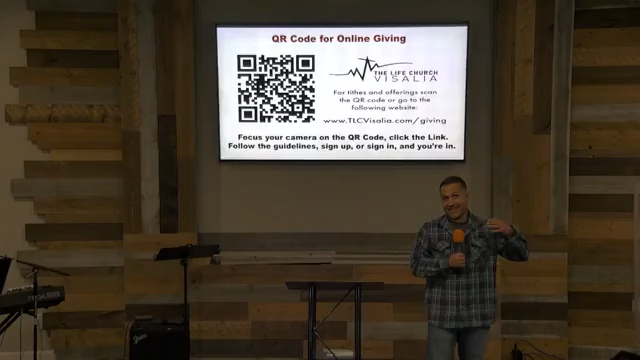 QR Code for Online Giving
THE LIFE CHURCH
VISALIA
For tithes and offerings scan
the QR code or go to the
following website:
www.TLCVisalia.com/giving
Focus your camera on the QR Code, click the Link.
Follow the guidelines, sign up, or sign in, and you're in.
Fender